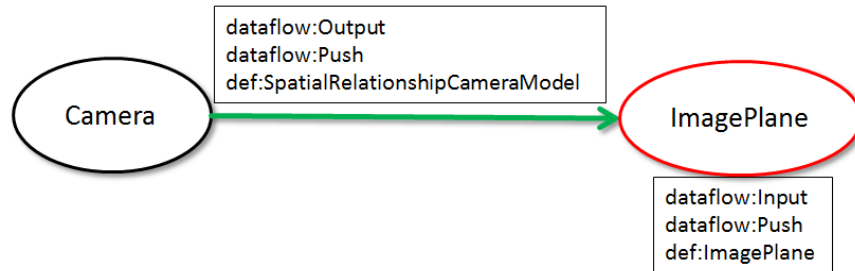 dataflow:Output
dataflow:Push
def:SpatialRelationshipCameraModel
Camera
ImagePlane
dataflow:Input
dataflow:Push
def:ImagePlane